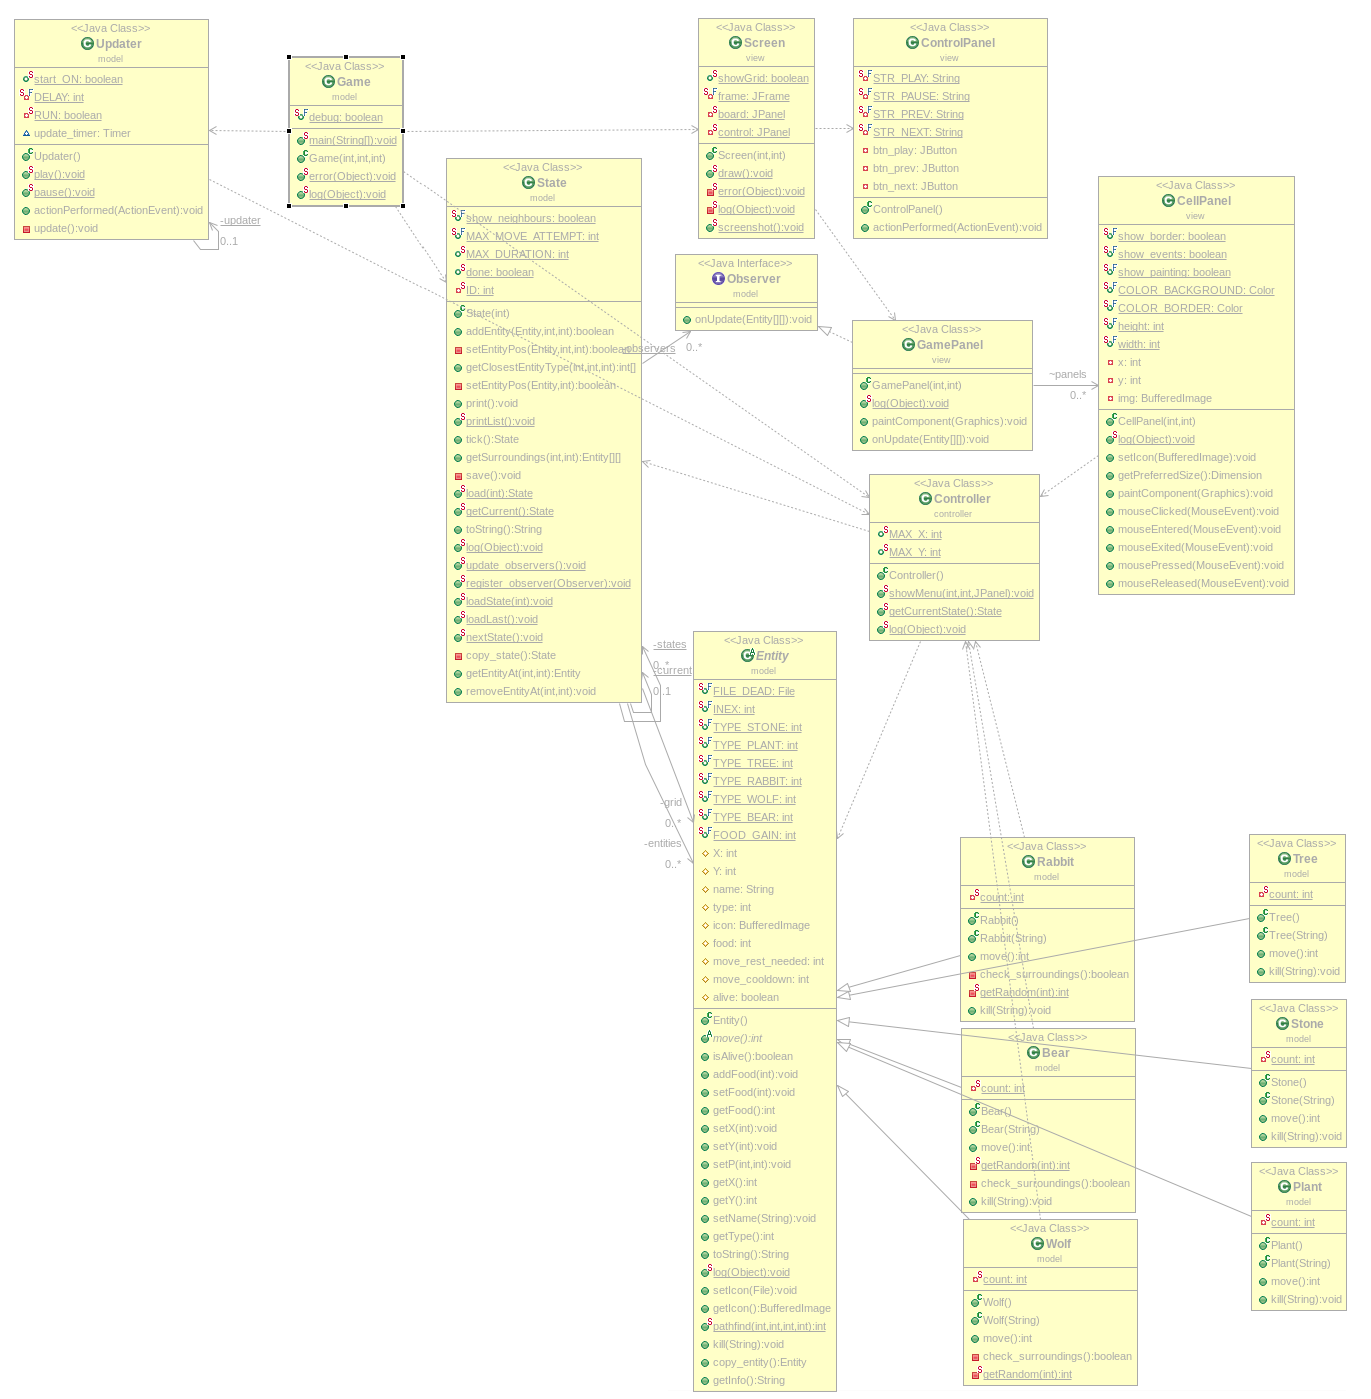 <<Java Class>>
Updater
model
start_ON: boolean
DELAY: int
RUN: boolean
update_timer: Timer
Updater()
play():void
pause():void
actionPerformed(ActionEvent):void
update():void
-updater
0..1
<<Java Class>>
Game
model
debug: boolean
main(String[]):void
Game(int,int,int)
error(Object):void
log(Object):void
<<Java Class>>
State
model
show_neighbours: boolean
MAX_MOVE_ATTEMPT: int
MAX_DURATION: int
done: boolean
ID: int
State(int)
addEntity(Entity,int,int):boolean
setEntityPos(Entity,int,int):boolean
getClosestEntityType(int,int,int):int[]
setEntityPos(Entity,int):boolean
print():void
printList():void
tick():State
getSurroundings(int,int):Entity[][]
save():void
load(int):State
getCurrent():State
toString():String
log(Object):void
update_observers():void
register_observer(Observer):void
loadState(int):void
loadLast():void
nextState():void
copy_state():State
getEntityAt(int,int):Entity
removeEntityAt(int,int):void
-observers
0..*
-states
0..*
-current
0..1
-grid
0..*
-entities
0..*
<<Java Class>>
Screen
view
showGrid: boolean
frame: JFrame
board: JPanel
control: JPanel
Screen(int,int)
draw():void
error(Object):void
log(Object):void
screenshot():void
<<Java Class>>
ControlPanel
view
STR_PLAY: String
STR_PAUSE: String
STR_PREV: String
STR_NEXT: String
btn_play: JButton
btn_prev: JButton
btn_next: JButton
ControlPanel()
actionPerformed(ActionEvent):void
<<Java Interface>>
Observer
model
onUpdate(Entity[][]):void
<<Java Class>>
GamePanel
view
GamePanel(int,int)
log(Object):void
paintComponent(Graphics):void
onUpdate(Entity[][]):void
~panels
0..*
<<Java Class>>
CellPanel
view
show_border: boolean
show_events: boolean
show_painting: boolean
COLOR_BACKGROUND: Color
COLOR_BORDER: Color
height: int
width: int
x: int
y: int
img: BufferedImage
CellPanel(int,int)
log(Object):void
setIcon(BufferedImage):void
getPreferredSize():Dimension
paintComponent(Graphics):void
mouseClicked(MouseEvent):void
mouseEntered(MouseEvent):void
mouseExited(MouseEvent):void
mousePressed(MouseEvent):void
mouseReleased(MouseEvent):void
<<Java Class>>
Controller
controller
MAX_X: int
MAX_Y: int
Controller()
showMenu(int,int,JPanel):void
getCurrentState():State
log(Object):void
<<Java Class>>
Entity
model
FILE_DEAD: File
INEX: int
TYPE_STONE: int
TYPE_PLANT: int
TYPE_TREE: int
TYPE_RABBIT: int
TYPE_WOLF: int
TYPE_BEAR: int
FOOD_GAIN: int
X: int
Y: int
name: String
type: int
icon: BufferedImage
food: int
move_rest_needed: int
move_cooldown: int
alive: boolean
Entity()
move():int
isAlive():boolean
addFood(int):void
setFood(int):void
getFood():int
setX(int):void
setY(int):void
setP(int,int):void
getX():int
getY():int
setName(String):void
getType():int
toString():String
log(Object):void
setIcon(File):void
getIcon():BufferedImage
pathfind(int,int,int,int):int
kill(String):void
copy_entity():Entity
getInfo():String
<<Java Class>>
Rabbit
model
count: int
Rabbit()
Rabbit(String)
move():int
check_surroundings():boolean
getRandom(int):int
kill(String):void
<<Java Class>>
Bear
model
count: int
Bear()
Bear(String)
move():int
getRandom(int):int
check_surroundings():boolean
kill(String):void
<<Java Class>>
Wolf
model
count: int
Wolf()
Wolf(String)
move():int
check_surroundings():boolean
getRandom(int):int
<<Java Class>>
Tree
model
count: int
Tree()
Tree(String)
move():int
kill(String):void
<<Java Class>>
Stone
model
count: int
Stone()
Stone(String)
move():int
kill(String):void
<<Java Class>>
Plant
model
count: int
Plant()
Plant(String)
move():int
kill(String):void